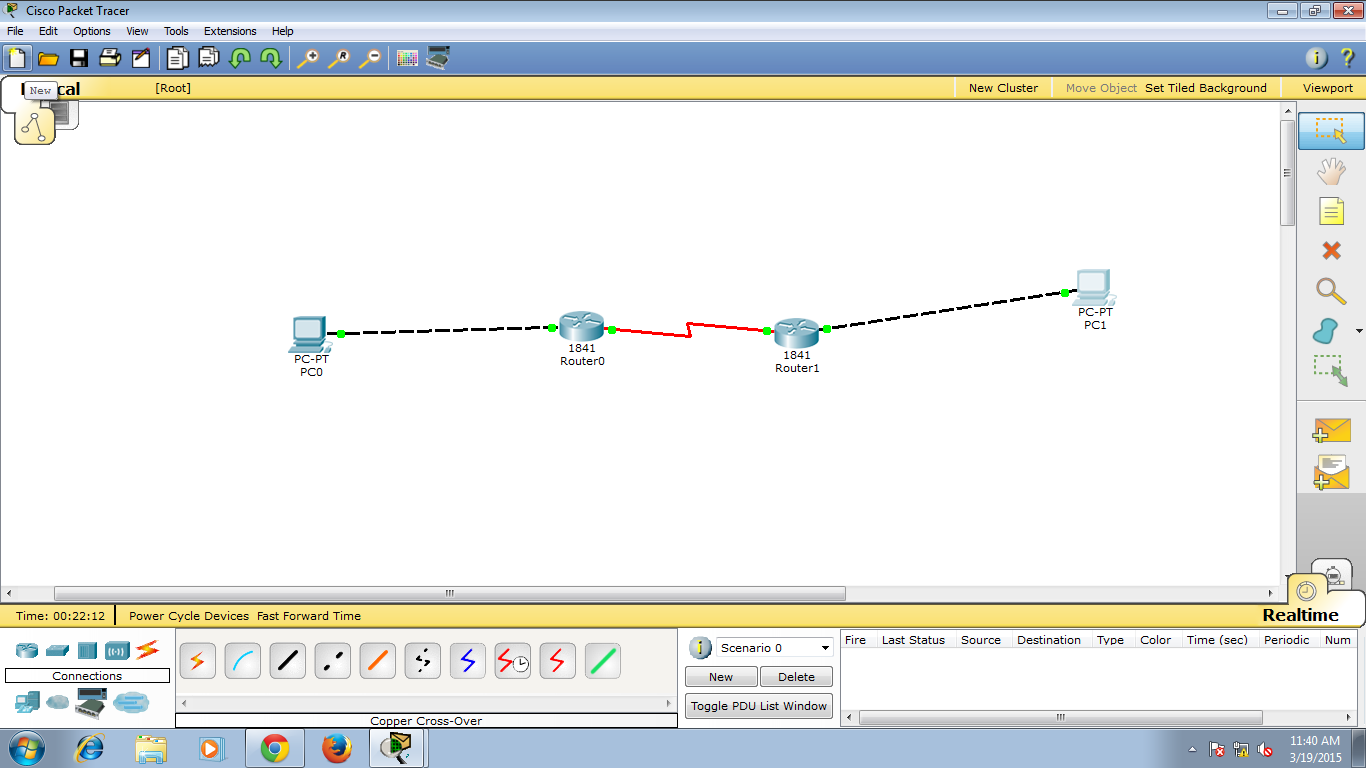 Cisco Packet Tracer
File Edit Options View Tools Extensions Help
New
cal
[Root]
New Cluster
Move Object
Set Tiled Background
Viewport
PC-PT
PC0
1841
Router0
1841
Router1
PC-PT
PC1
Time: 00:22:12
Power Cycle Devices Fast Forward Time
Realtime
Connections
Copper Cross-Over
Scenario 0
New
Delete
Toggle PDU List Window
Fire Last Status Source Destination Type Color Time (sec) Periodic Num
11:40 AM
3/19/2015